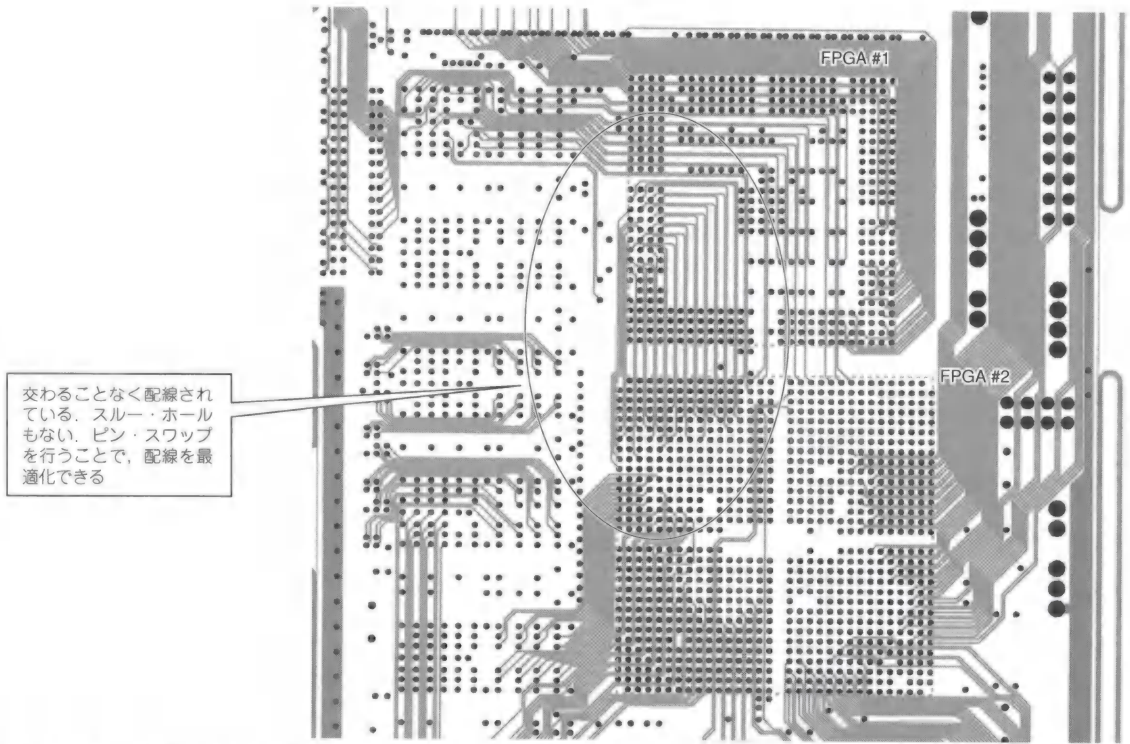 FPGA #1
FPGA #2
交わることなく配線され
ている．スルー・ホール
もない．ピン・スワップ
を行うことで，配線を最
適化できる